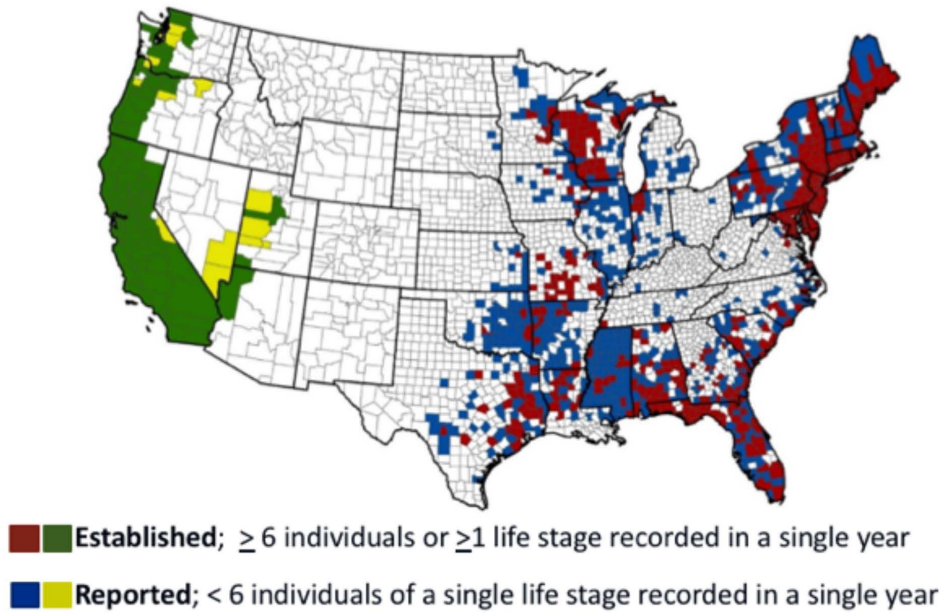 Established; ≥ 6 individuals or ≥1 life stage recorded in a single year
Reported; < 6 individuals of a single life stage recorded in a single year